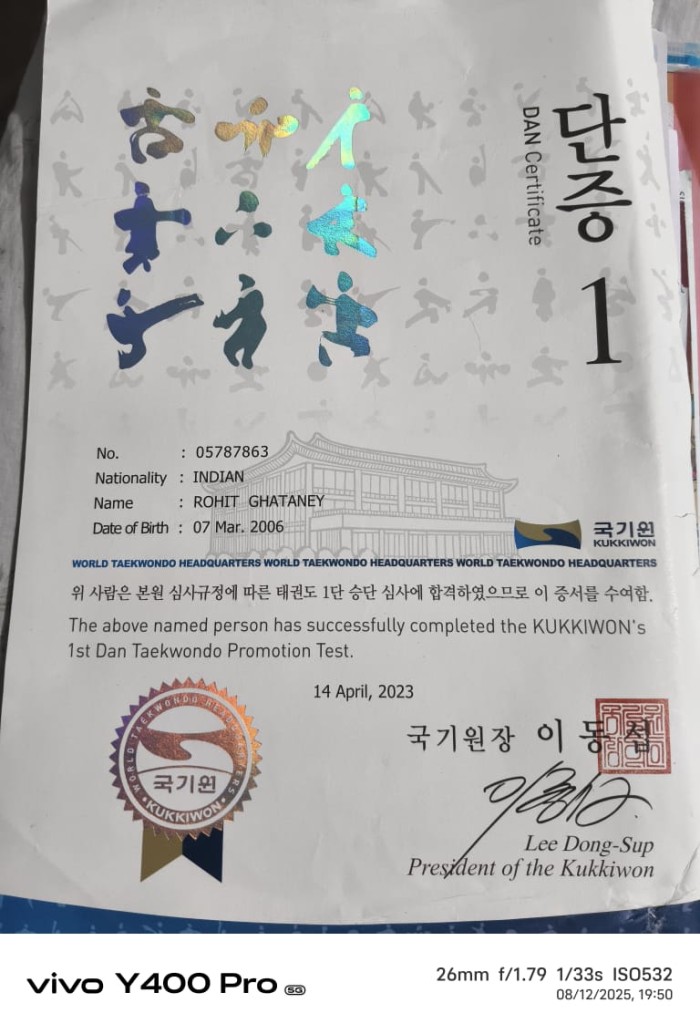 단증
DAN Certificate
1
No. : 05787863
Nationality : INDIAN
Name : ROHIT GHATANEY
Date of Birth : 07 Mar. 2006
국기원
KUKKIWON
WORLD TAEKWONDO HEADQUARTERS WORLD TAEKWONDO HEADQUARTERS WORLD TAEKWONDO HEADQUARTERS
위 사람은 본원 심사규정에 따른 태권도 1단 승단 심사에 합격하였으므로 이 증서를 수여함.
The above named person has successfully completed the KUKKIWON's
1st Dan Taekwondo Promotion Test.
14 April, 2023
WORLD TAEKWONDO HEADQUARTERS
국기원
KUKKIWON
국기원장 이동섭
Lee Dong-Sup
President of the Kukkiwon
vivo Y400 Pro 5G
26mm f/1.79 1/33s ISO532
08/12/2025, 19:50